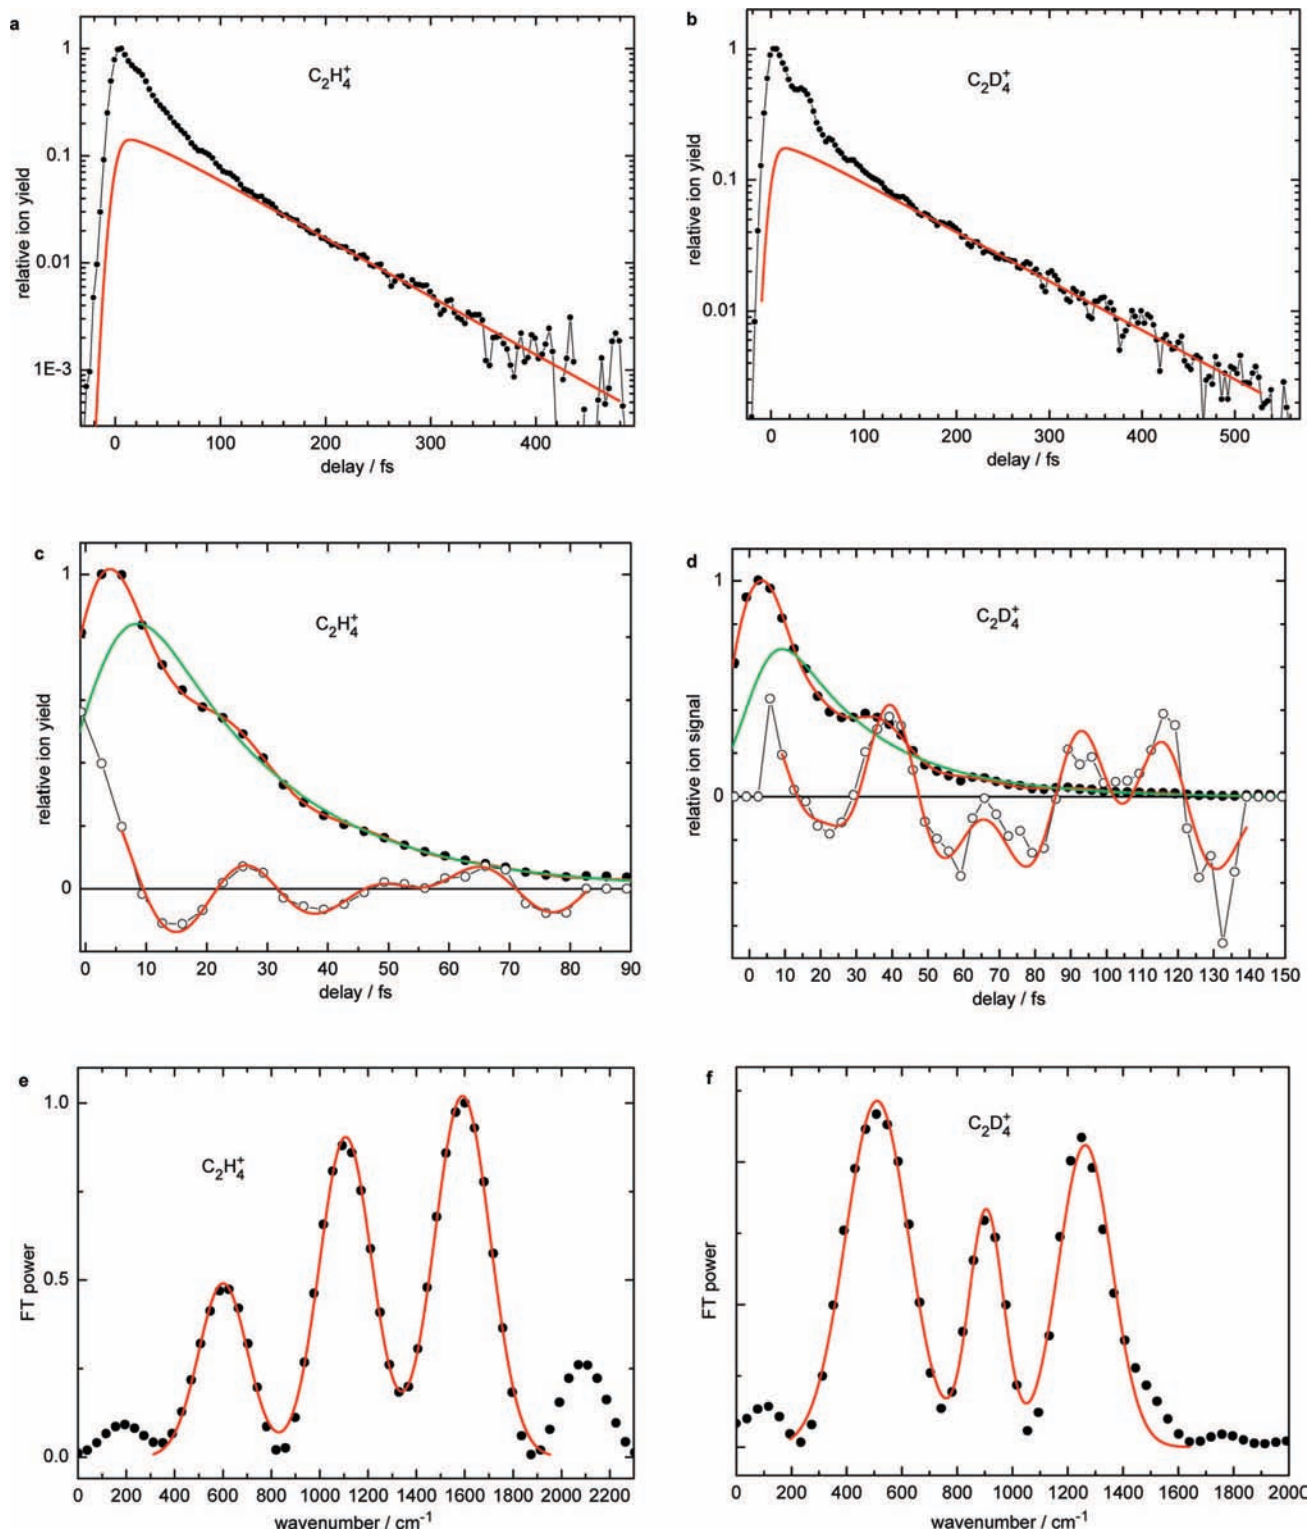 a
C₂H₄⁺
relative ion yield
1
0.1
0.01
1E-3
0 100 200 300 400
delay / fs
b
C₂D₄⁺
relative ion yield
1
0.1
0.01
0 100 200 300 400 500
delay / fs
c
C₂H₄⁺
relative ion yield
1
0
0 10 20 30 40 50 60 70 80 90
delay / fs
d
C₂D₄⁺
relative ion signal
1
0
0 10 20 30 40 50 60 70 80 90 100 110 120 130 140 150
delay / fs
e
C₂H₄⁺
FT power
1.0
0.5
0.0
0 200 400 600 800 1000 1200 1400 1600 1800 2000 2200
wavenumber / cm⁻¹
f
C₂D₄⁺
FT power
0 200 400 600 800 1000 1200 1400 1600 1800 2000
wavenumber / cm⁻¹